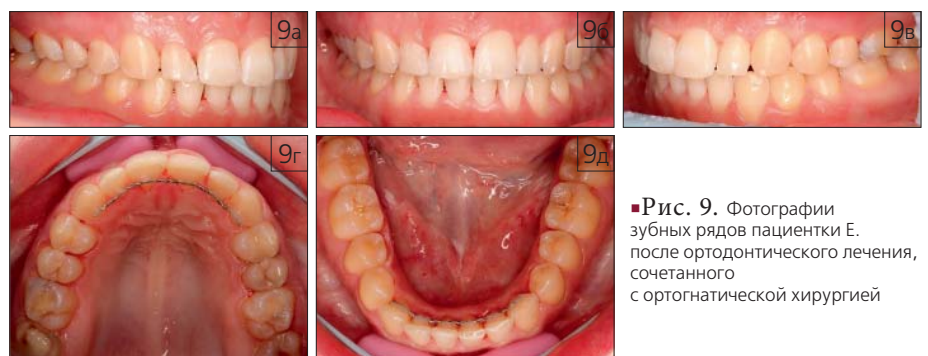 9а
9б
9в
9г
9д
▪Рис. 9. Фотографии
зубных рядов пациентки Е.
после ортодонтического лечения,
сочетанного
с ортогнатической хирургией